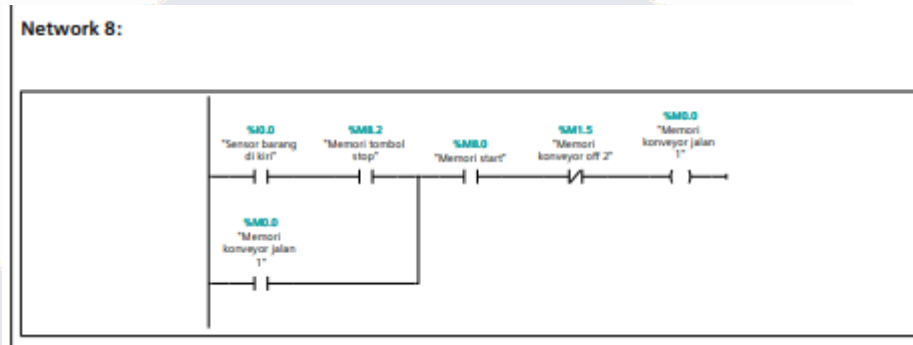 Network 8:
%I0.0
"Sensor barang
di kiri"
%M8.2
"Memori tombol
stop"
%M8.0
"Memori start"
%M1.5
"Memori
konveyor off 2"
%M0.0
"Memori
konveyor jalan
1"
%M0.0
"Memori
konveyor jalan
1"